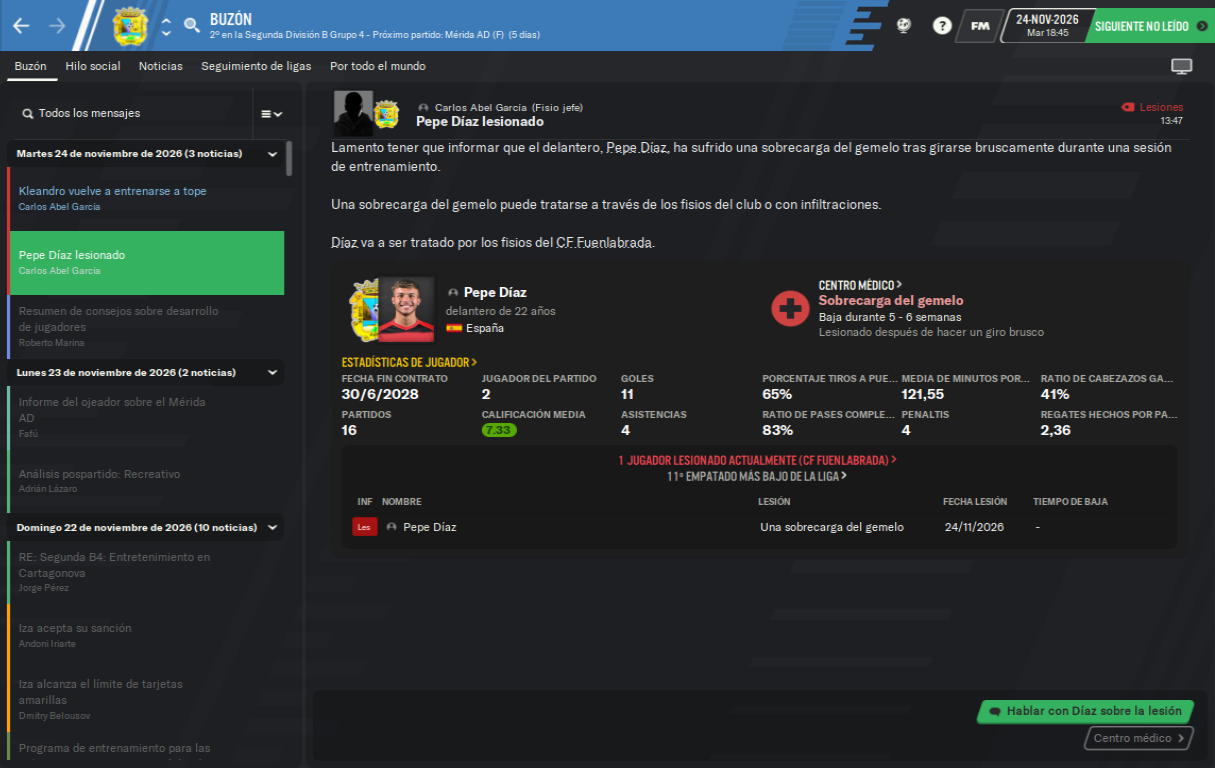 BUZÓN
2º en la Segunda División B Grupo 4 - Próximo partido: Mérida AD (F) (5 días)
?
FM
24-NOV-2026
Mar 18:45
SIGUIENTE NO LEÍDO
Buzón
Hilo social
Noticias
Seguimiento de ligas
Por todo el mundo
Todos los mensajes
Martes 24 de noviembre de 2026 (3 noticias)
Kleandro vuelve a entrenarse a tope
Carlos Abel García
Pepe Díaz lesionado
Carlos Abel García
Resumen de consejos sobre desarrollo
de jugadores
Roberto Marina
Lunes 23 de noviembre de 2026 (2 noticias)
Informe del ojeador sobre el Mérida
AD
Fafú
Análisis pospartido: Recreativo
Adrián Lázaro
Domingo 22 de noviembre de 2026 (10 noticias)
RE: Segunda B4: Entretenimiento en
Cartagonova
Jorge Pérez
Iza acepta su sanción
Andoni Iriarte
Iza alcanza el límite de tarjetas
amarillas
Dmitry Belousov
Programa de entrenamiento para las
Carlos Abel García (Fisio jefe)
Pepe Díaz lesionado
Lesiones
13:47
Lamento tener que informar que el delantero, Pepe Díaz, ha sufrido una sobrecarga del gemelo tras girarse bruscamente durante una sesión
de entrenamiento.
Una sobrecarga del gemelo puede tratarse a través de los fisios del club o con infiltraciones.
Díaz va a ser tratado por los fisios del CF Fuenlabrada.
Pepe Díaz
delantero de 22 años
España
CENTRO MÉDICO
Sobrecarga del gemelo
Baja durante 5 - 6 semanas
Lesionado después de hacer un giro brusco
ESTADÍSTICAS DE JUGADOR
FECHA FIN CONTRATO
30/6/2028
JUGADOR DEL PARTIDO
2
GOLES
11
PORCENTAJE TIROS A PUE...
65%
MEDIA DE MINUTOS POR...
121,55
RATIO DE CABEZAZOS GA...
41%
PARTIDOS
16
CALIFICACIÓN MEDIA
7.33
ASISTENCIAS
4
RATIO DE PASES COMPLE...
83%
PENALTIS
4
REGATES HECHOS POR PA...
2,36
1 JUGADOR LESIONADO ACTUALMENTE (CF FUENLABRADA)
11º EMPATADO MÁS BAJO DE LA LIGA
INF NOMBRE LESIÓN FECHA LESIÓN TIEMPO DE BAJA
Les Pepe Díaz Una sobrecarga del gemelo 24/11/2026 -
Hablar con Díaz sobre la lesión
Centro médico